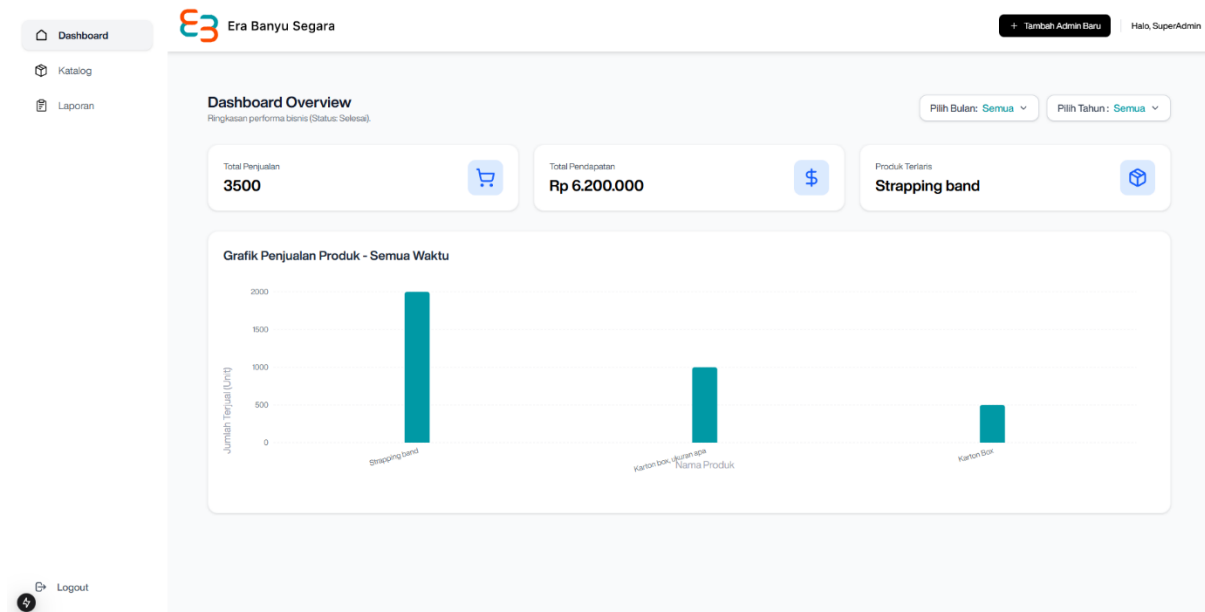 Dashboard
Katalog
Laporan
Logout
Era Banyu Segara
+ Tambah Admin Baru
Halo, SuperAdmin
Dashboard Overview
Ringkasan performa bisnis (Status: Selesai).
Pilih Bulan: Semua
Pilih Tahun : Semua
Total Penjualan
3500
Total Pendapatan
Rp 6.200.000
Produk Terlaris
Strapping band
Grafik Penjualan Produk - Semua Waktu
Jumlah Terjual (Unit)
2000
1500
1000
500
0
Strapping band
Karton box, ukuran apa
Karton Box
Nama Produk